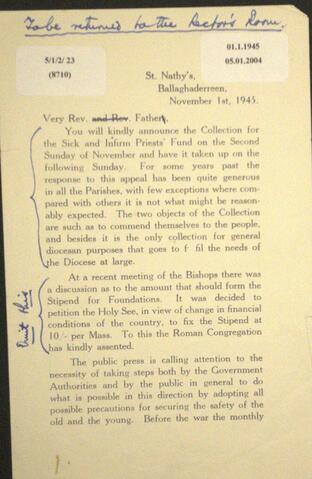 To be returned to the Rector's Room.
5/1/2/ 23
(8710)
01.1.1945
05.01.2004
St. Nathy's,
Ballaghaderreen,
November 1st, 1945.
Very Rev. and Rev. Fathers,
You will kindly announce the Collection for
the Sick and Infirm Priests' Fund on the Second
Sunday of November and have it taken up on the
following Sunday. For some years past the
response to this appeal has been quite generous
in all the Parishes, with few exceptions where com-
pared with others it is not what might be reason-
ably expected. The two objects of the Collection
are such as to commend themselves to the people,
and besides it is the only collection for general
diocesan purposes that goes to f fil the needs of
the Diocese at large.
At a recent meeting of the Bishops there was
a discussion as to the amount that should form the
Stipend for Foundations. It was decided to
petition the Holy See, in view of change in financial
conditions of the country, to fix the Stipend at
10/- per Mass. To this the Roman Congregation
has kindly assented.
Omit this
The public press is calling attention to the
necessity of taking steps both by the Government
Authorities and by the public in general to do
what is possible in this direction by adopting all
possible precautions for securing the safety of the
old and the young. Before the war the monthly